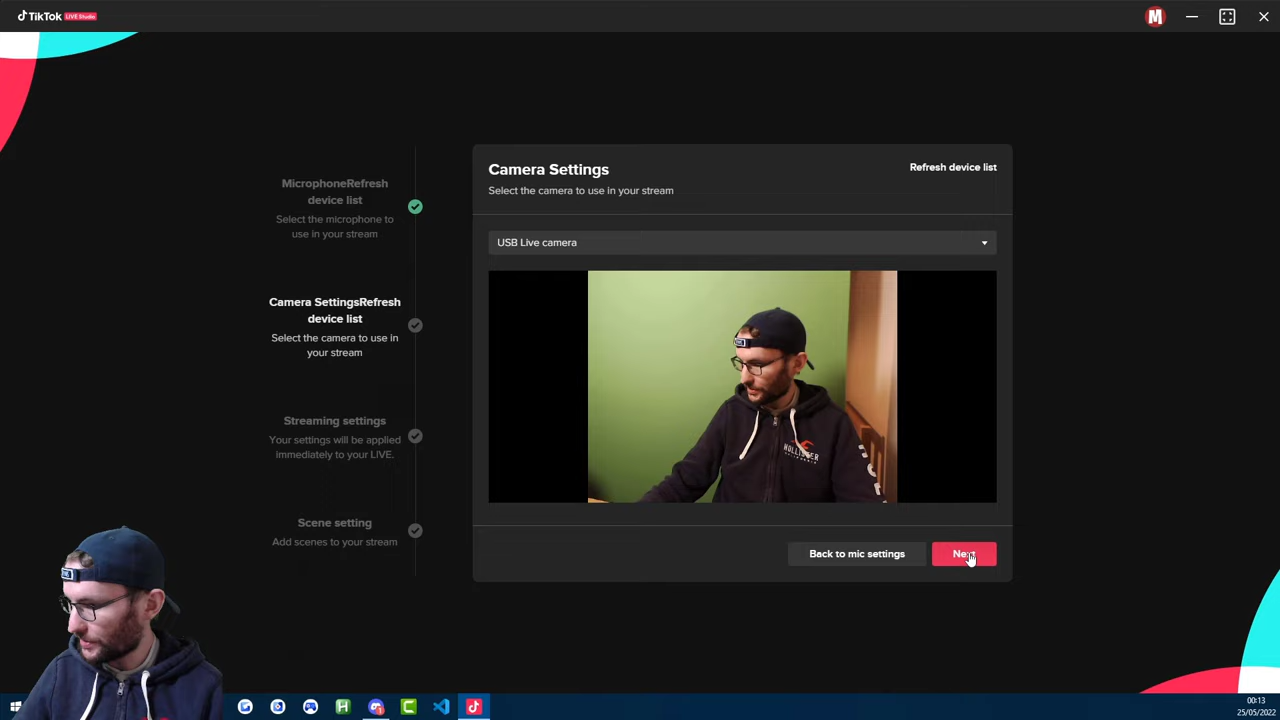 TikTok LIVE Studio
M
Camera Settings
Refresh device list
Select the camera to use in your stream
USB Live camera
MicrophoneRefresh
device list
Select the microphone to
use in your stream
Camera SettingsRefresh
device list
Select the camera to use in
your stream
Streaming settings
Your settings will be applied
immediately to your LIVE.
Scene setting
Add scenes to your stream
HOLLISTER
CALIFORNIA
Back to mic settings
Next
00:13
25/05/2022